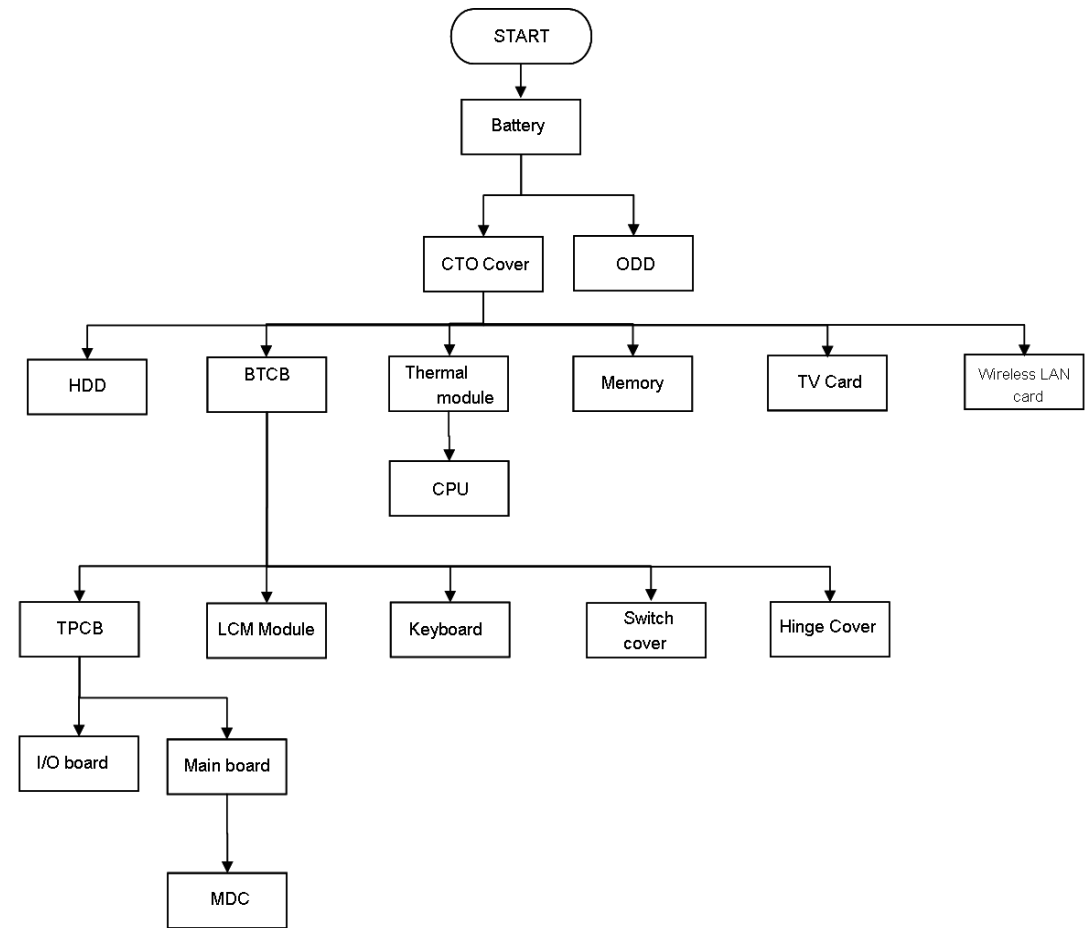 START
Battery
CTO Cover
ODD
HDD
BTCB
Thermal
module
Memory
TV Card
Wireless LAN
card
CPU
TPCB
LCM Module
Keyboard
Switch
cover
Hinge Cover
I/O board
Main board
MDC